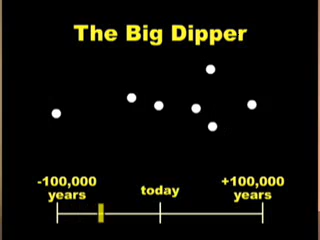 The Big Dipper
-100,000
years
today
+100,000
years